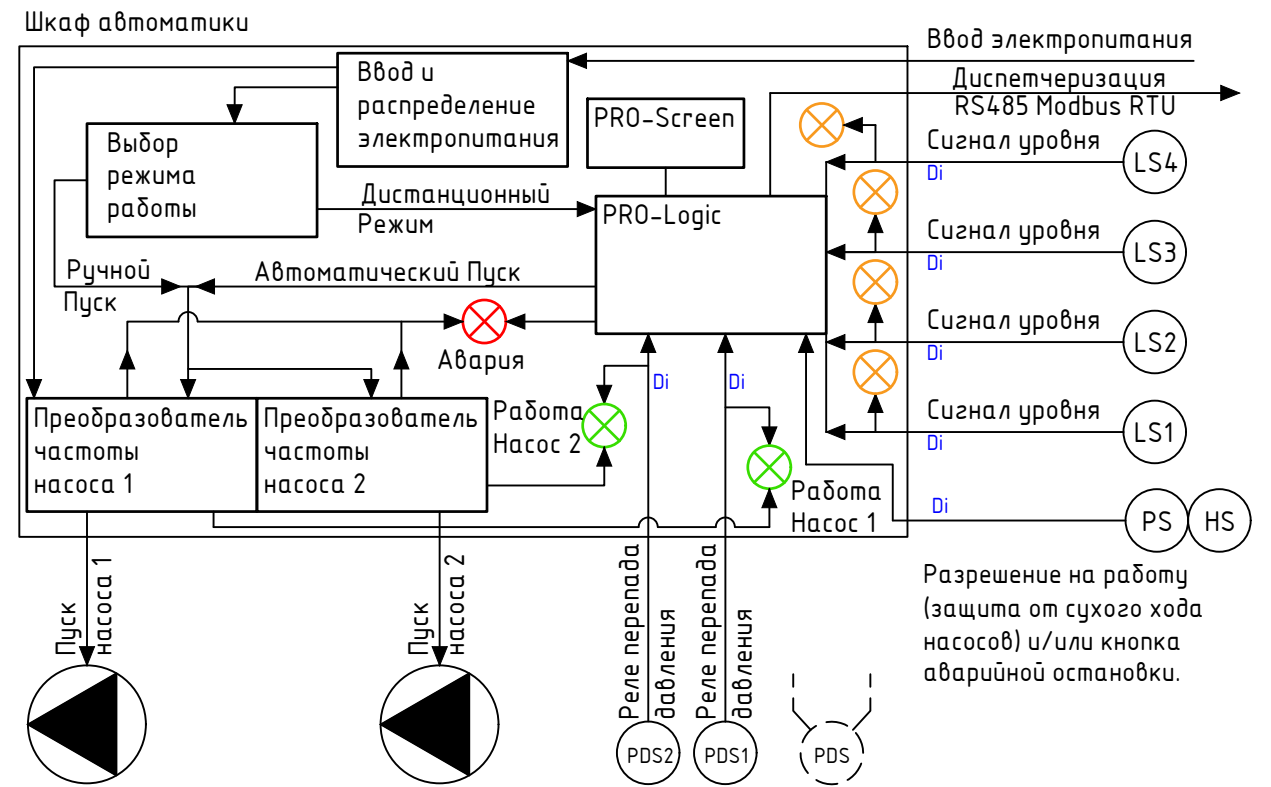 Шкаф автоматики
Ввод электропитания
Ввод и
распределение
электропитания
Диспетчеризация
RS485 Modbus RTU
PRO-Screen
Выбор
режима
работы
Сигнал уровня
Di
LS4
Дистанционный
Режим
PRO-Logic
Сигнал уровня
Di
LS3
Ручной
Пуск
Автоматический Пуск
Сигнал уровня
Di
LS2
Авария
Di
Di
Преобразователь
частоты
насоса 1
Преобразователь
частоты
насоса 2
Работа
Насос 2
Сигнал уровня
Di
LS1
Работа
Насос 1
Di
PS
HS
Разрешение на работу
(защита от сухого хода
насосов) и/или кнопка
аварийной остановки.
Пуск
насоса 1
Пуск
насоса 2
Реле перепада
давления
Реле перепада
давления
PDS2
PDS1
PDS